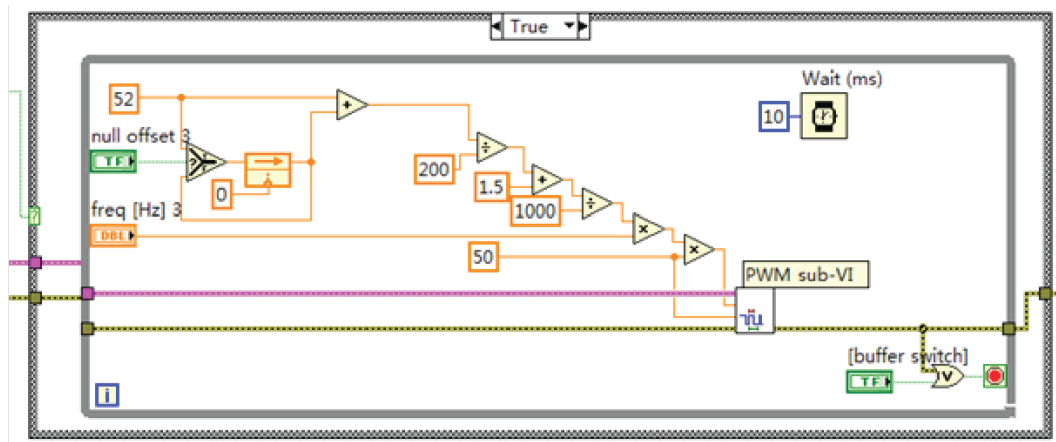 True
Wait (ms)
52
10
null offset 3
TF
200
0
1.5
freq [Hz] 3
1000
DBL
50
PWM sub-VI
[buffer switch]
TF
i